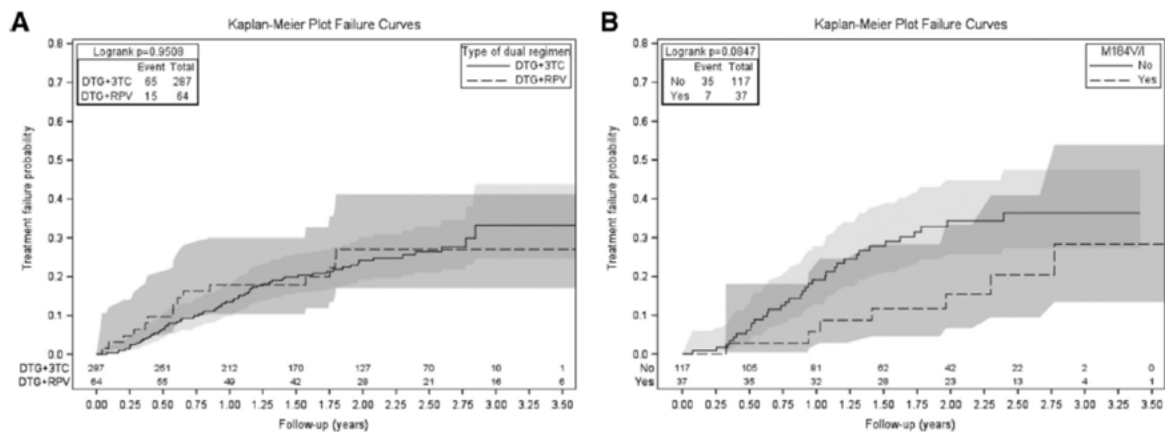 A
Kaplan-Meier Plot Failure Curves
Logrank p=0.9508
Event Total
DTG+3TC 65 287
DTG+RPV 15 64
Type of dual regimen
DTG+3TC
DTG+RPV
Treatment failure probability
0.8
0.7
0.6
0.5
0.4
0.3
0.2
0.1
0.0
DTG+3TC 287 251 212 170 127 70 10 1
DTG+RPV 64 55 49 42 28 21 16 6
0.00 0.25 0.50 0.75 1.00 1.25 1.50 1.75 2.00 2.25 2.50 2.75 3.00 3.25 3.50
Follow-up (years)
B
Kaplan-Meier Plot Failure Curves
Logrank p=0.0847
Event Total
No 35 117
Yes 7 37
M184V/I
No
Yes
Treatment failure probability
0.8
0.7
0.6
0.5
0.4
0.3
0.2
0.1
0.0
No 117 105 81 62 42 22 2 0
Yes 37 35 32 28 23 13 4 1
0.00 0.25 0.50 0.75 1.00 1.25 1.50 1.75 2.00 2.25 2.50 2.75 3.00 3.25 3.50
Follow-up (years)